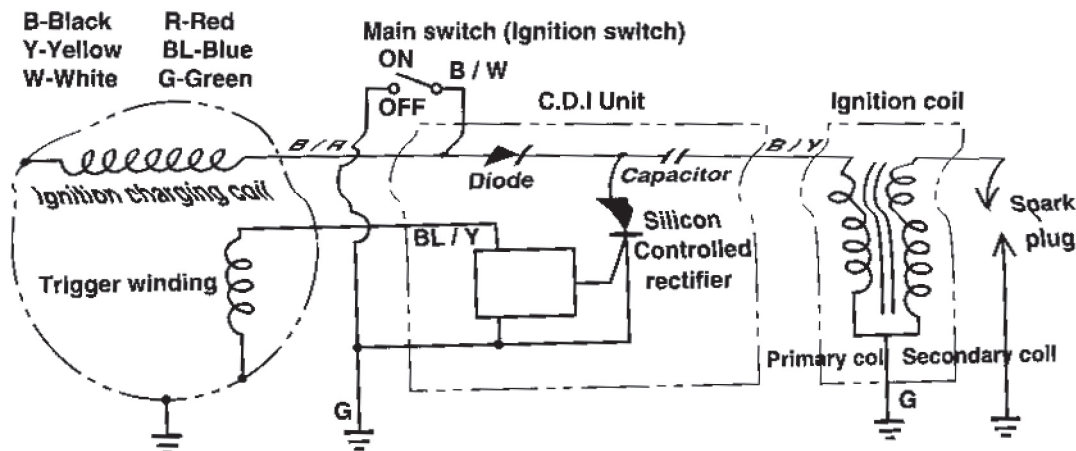 B-Black R-Red
Y-Yellow BL-Blue
W-White G-Green
Main switch (Ignition switch)
ON
OFF
B / W
C.D.I Unit
Ignition coil
B / R
Diode
Capacitor
B / Y
Ignition charging coil
BL / Y
Silicon
Controlled
rectifier
Spark
plug
Trigger winding
Primary coil Secondary coil
G
G